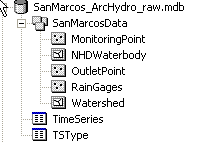 SanMarcos_ArcHydro_raw.mdb
SanMarcosData
MonitoringPoint
NHDWaterbody
OutletPoint
RainGages
Watershed
TimeSeries
TSType